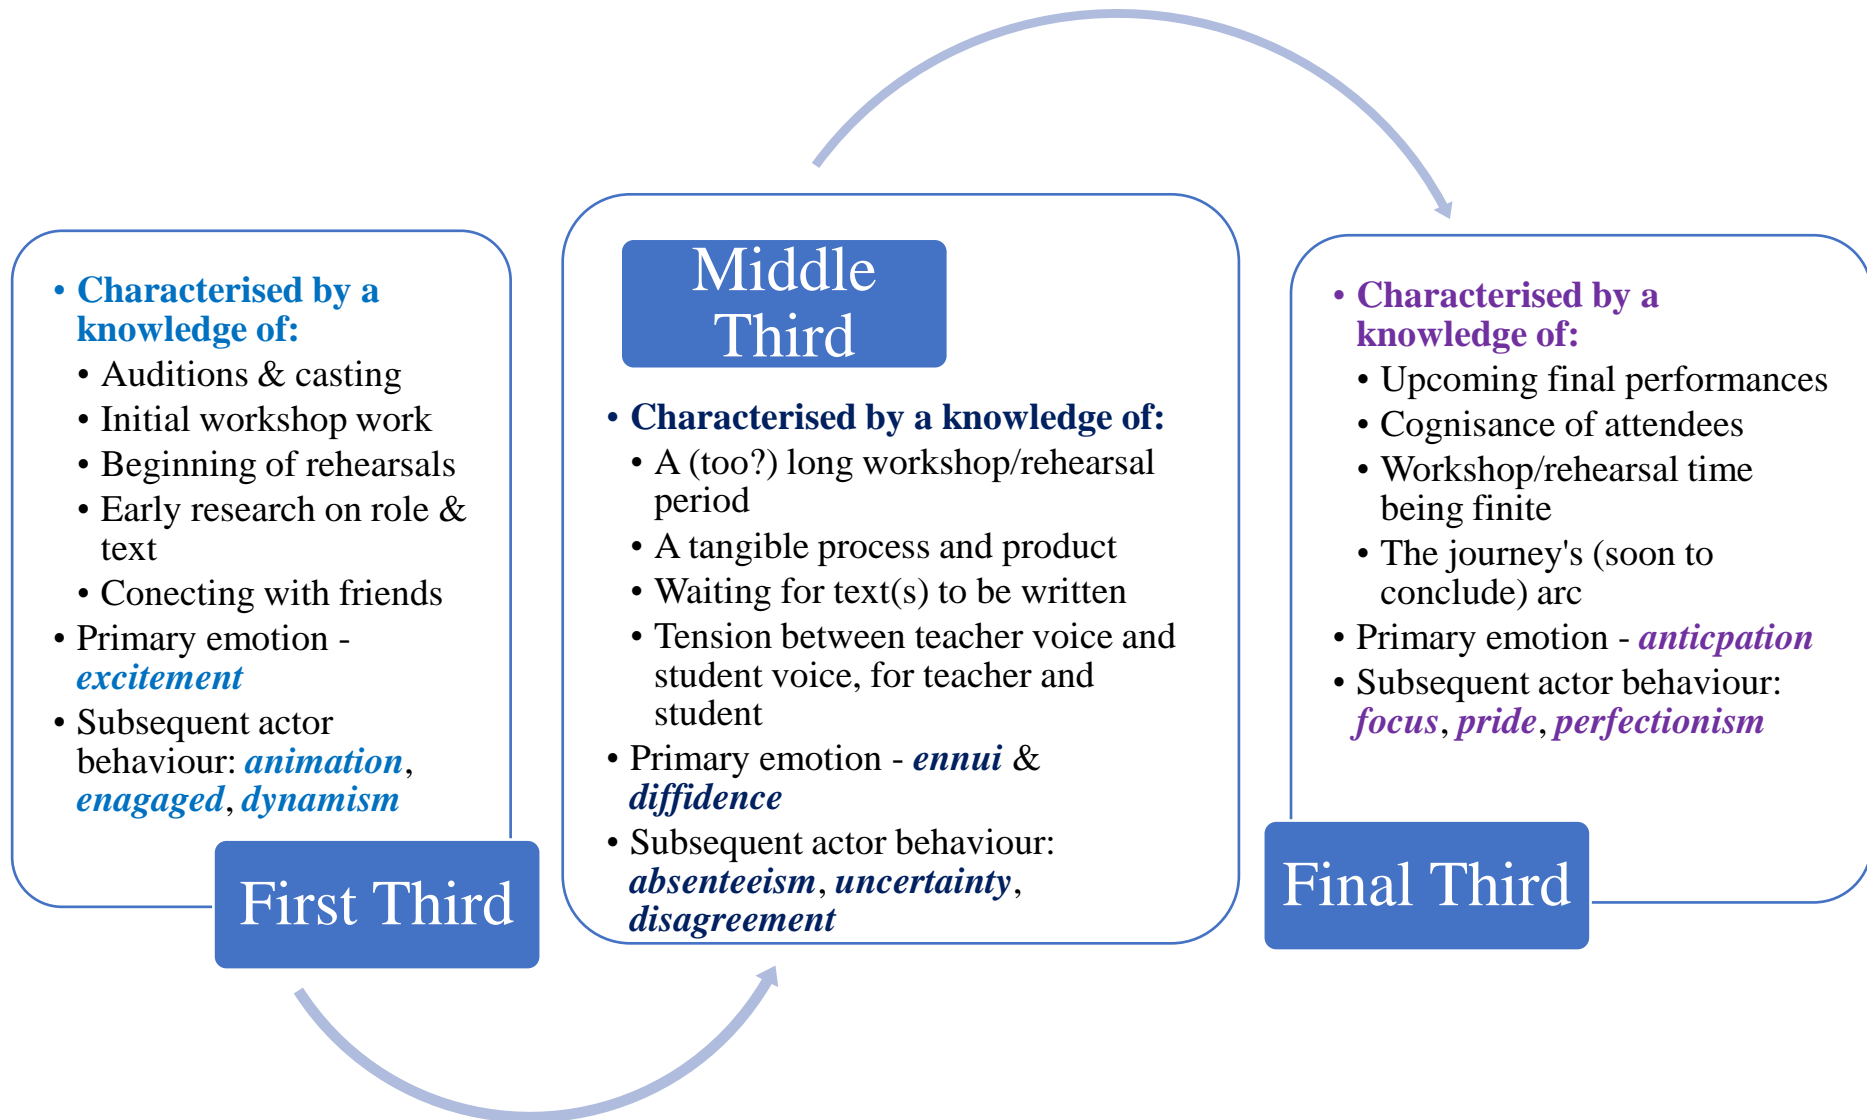 • Characterised by a
knowledge of:
• Auditions & casting
• Initial workshop work
• Beginning of rehearsals
• Early research on role &
text
• Conecting with friends
• Primary emotion -
excitement
• Subsequent actor
behaviour: animation,
enagaged, dynamism
First Third
Middle
Third
• Characterised by a knowledge of:
• A (too?) long workshop/rehearsal
period
• A tangible process and product
• Waiting for text(s) to be written
• Tension between teacher voice and
student voice, for teacher and
student
• Primary emotion - ennui &
diffidence
• Subsequent actor behaviour:
absenteeism, uncertainty,
disagreement
• Characterised by a
knowledge of:
• Upcoming final performances
• Cognisance of attendees
• Workshop/rehearsal time
being finite
• The journey's (soon to
conclude) arc
• Primary emotion - anticpation
• Subsequent actor behaviour:
focus, pride, perfectionism
Final Third